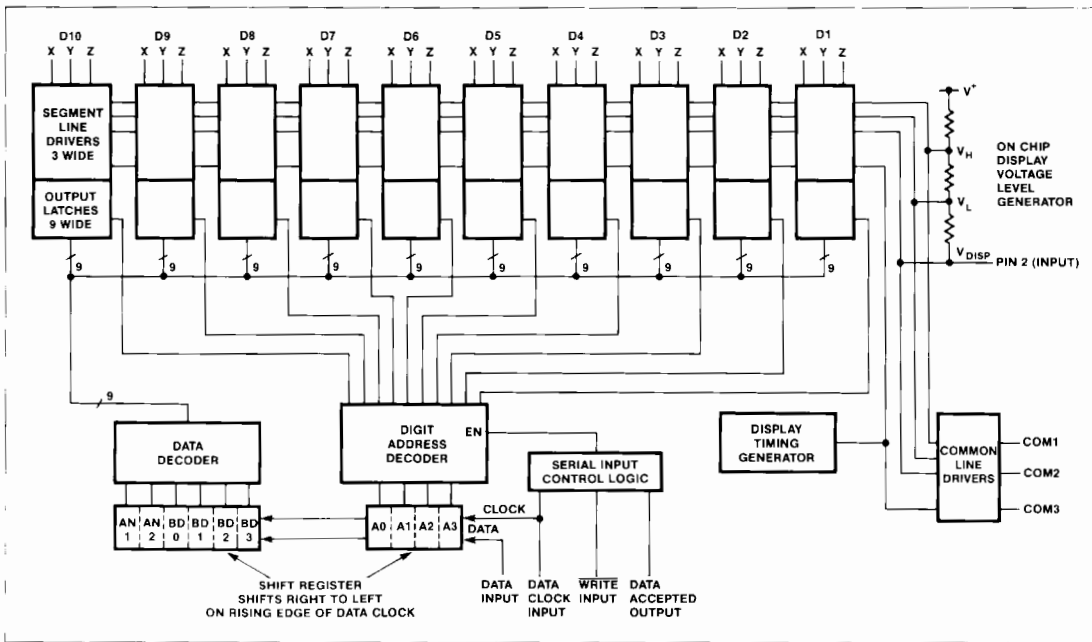 D10 D9 D8 D7 D6 D5 D4 D3 D2 D1
X Y Z X Y Z X Y Z X Y Z X Y Z X Y Z X Y Z X Y Z X Y Z X Y Z
SEGMENT
LINE
DRIVERS
3 WIDE
OUTPUT
LATCHES
9 WIDE
V+
VH
VL
VDISP
PIN 2 (INPUT)
ON CHIP
DISPLAY
VOLTAGE
LEVEL
GENERATOR
9 9 9 9 9 9 9 9 9 9
9
DATA
DECODER
DIGIT
ADDRESS
DECODER
EN
SERIAL INPUT
CONTROL LOGIC
DISPLAY
TIMING
GENERATOR
COMMON
LINE
DRIVERS
COM1
COM2
COM3
AN 1
AN 2
BD 0
BD 1
BD 2
BD 3
A0 A1 A2 A3
CLOCK
DATA
SHIFT REGISTER
SHIFTS RIGHT TO LEFT
ON RISING EDGE OF DATA CLOCK
DATA
INPUT
DATA
CLOCK
INPUT
WRITE
INPUT
DATA
ACCEPTED
OUTPUT